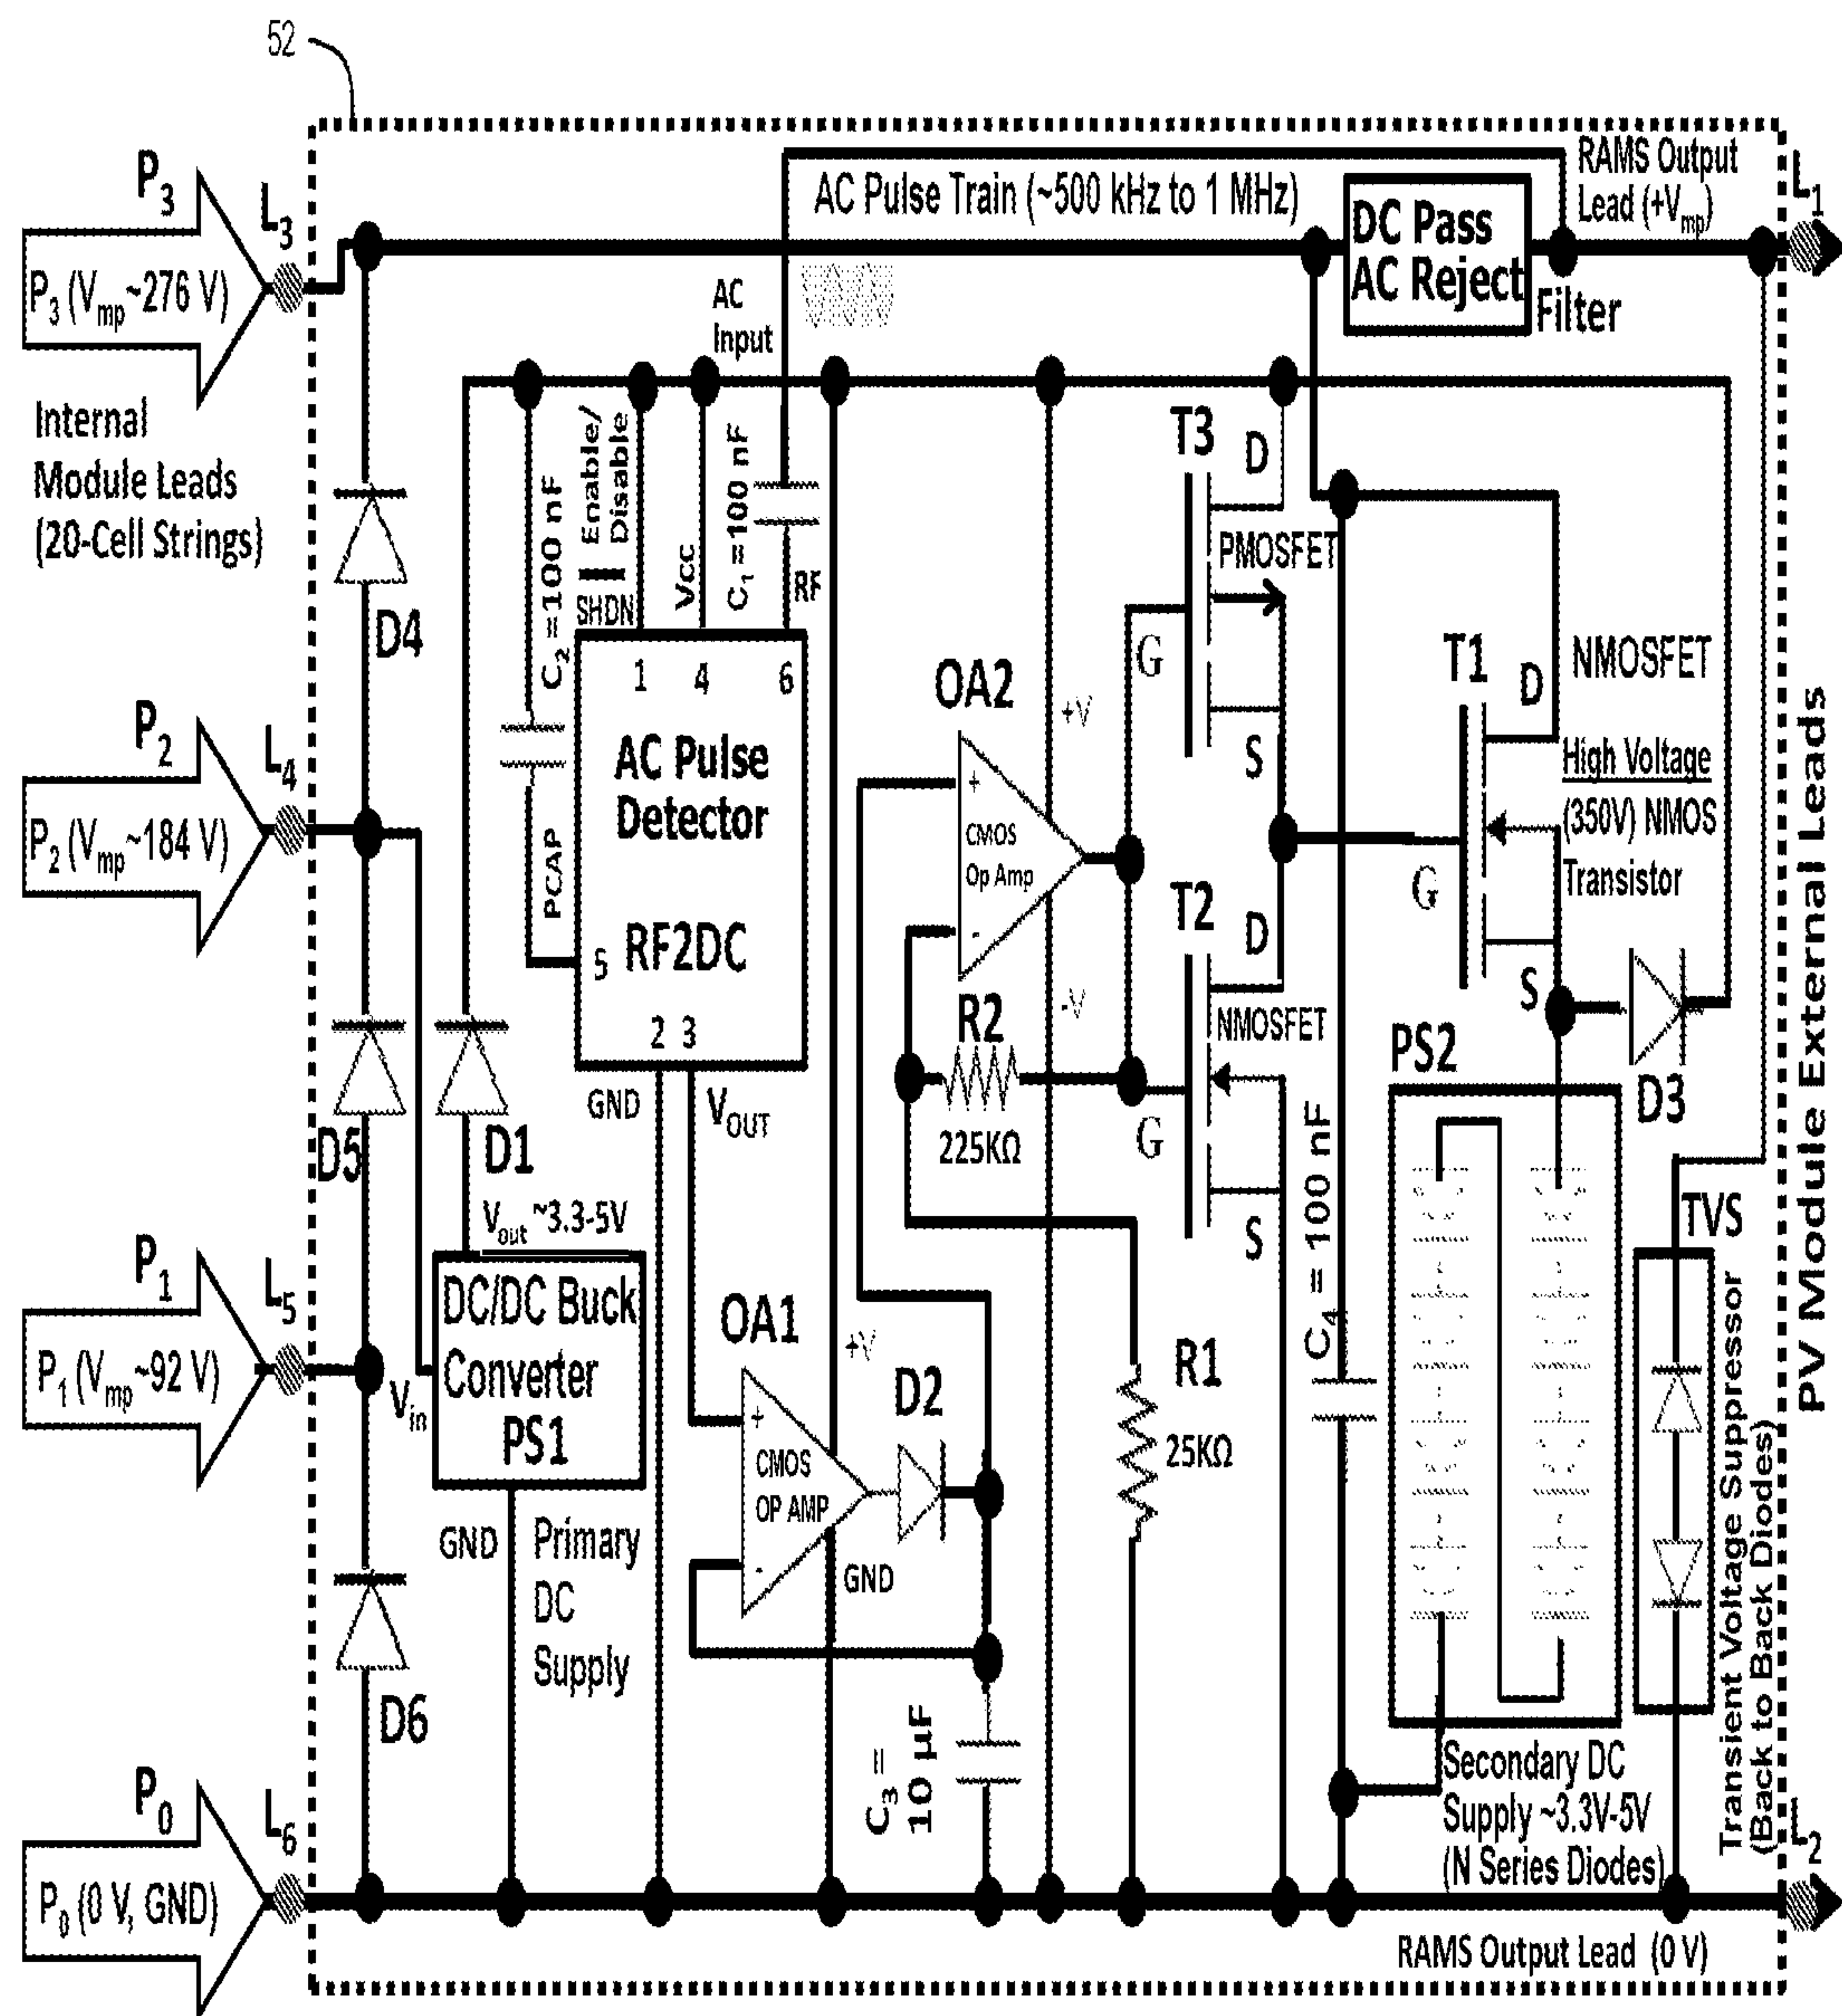 52
P3
L3
P3 (Vmp~276 V)
Internal
Module Leads
(20-Cell Strings)
P2
L4
P2 (Vmp~184 V)
P1
L5
P1 (Vmp~92 V)
P0
L6
P0 (0 V, GND)
AC Pulse Train (~500 kHz to 1 MHz)
DC Pass
AC Reject
Filter
RAMS Output
Lead (+Vmp)
L1
AC
Input
D4
D5
D6
D1
C2 =100 nF
PCAP
Enable/
Disable
SHDN
Vcc
C1 =100 nF
RF
1 4 6
AC Pulse
Detector
RF2DC
5
2 3
GND
VOUT
Vout ~3.3-5V
DC/DC Buck
Converter
PS1
Vin
GND
Primary
DC
Supply
OA1
+V
+
CMOS
OP AMP
-
GND
D2
C3 =
10 µF
OA2
+V
+
CMOS
Op Amp
-
-V
R2
225KΩ
R1
25KΩ
T3
D
PMOSFET
G
S
T2
D
NMOSFET
G
S
T1
D
NMOSFET
G
S
High Voltage
(350V) NMOS
Transistor
D3
C4 = 100 nF
PS2
Secondary DC
Supply ~3.3V-5V
(N Series Diodes)
TVS
Transient Voltage Suppressor
(Back to Back Diodes)
PV Module External Leads
L2
RAMS Output Lead (0 V)